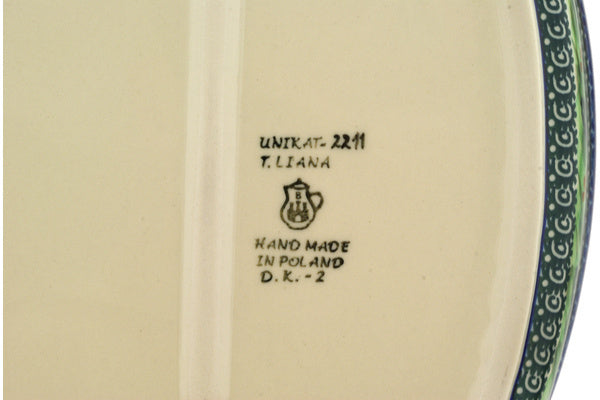 UNIKAT-2211
T.LIANA
B
HAND MADE
IN POLAND
D.K.-2